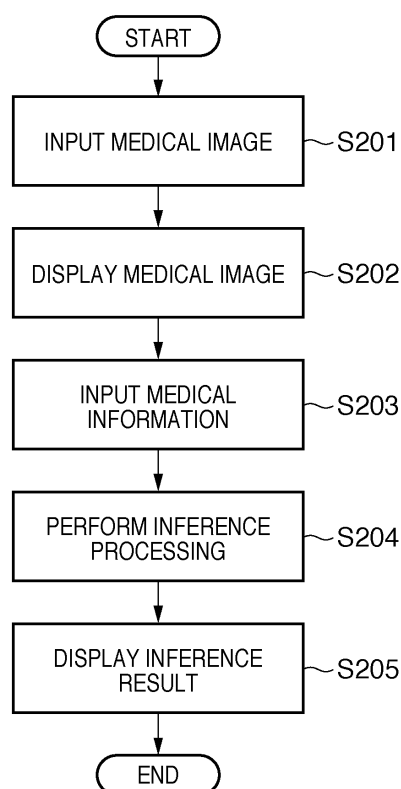 START
INPUT MEDICAL IMAGE
S201
DISPLAY MEDICAL IMAGE
S202
INPUT MEDICAL
INFORMATION
S203
PERFORM INFERENCE
PROCESSING
S204
DISPLAY INFERENCE
RESULT
S205
END